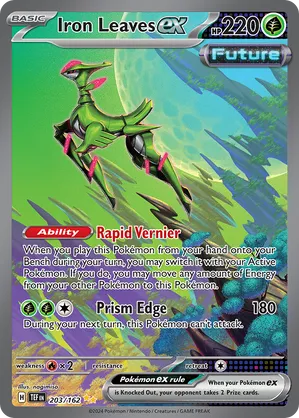 BASIC
Iron Leaves ex
HP 220
Future
Ability Rapid Vernier
When you play this Pokémon from your hand onto your
Bench during your turn, you may switch it with your Active
Pokémon. If you do, you may move any amount of Energy
from your other Pokémon to this Pokémon.
Prism Edge 180
During your next turn, this Pokémon can't attack.
weakness × 2 resistance retreat
Illus. nagimiso
Pokémon ex rule
When your Pokémon ex
is Knocked Out, your opponent takes 2 Prize cards.
H TEF EN 203/162
©2024 Pokémon / Nintendo / Creatures / GAME FREAK